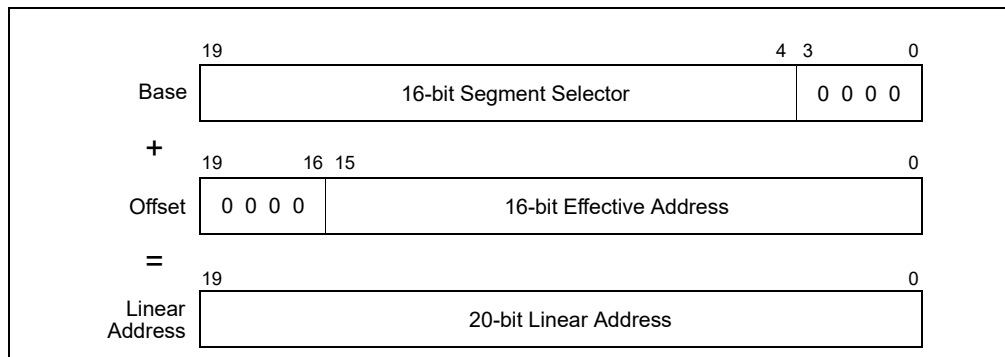 19 4 3 0
Base 16-bit Segment Selector 0 0 0 0
+
19 16 15 0
Offset 0 0 0 0 16-bit Effective Address
=
19 0
Linear
Address 20-bit Linear Address